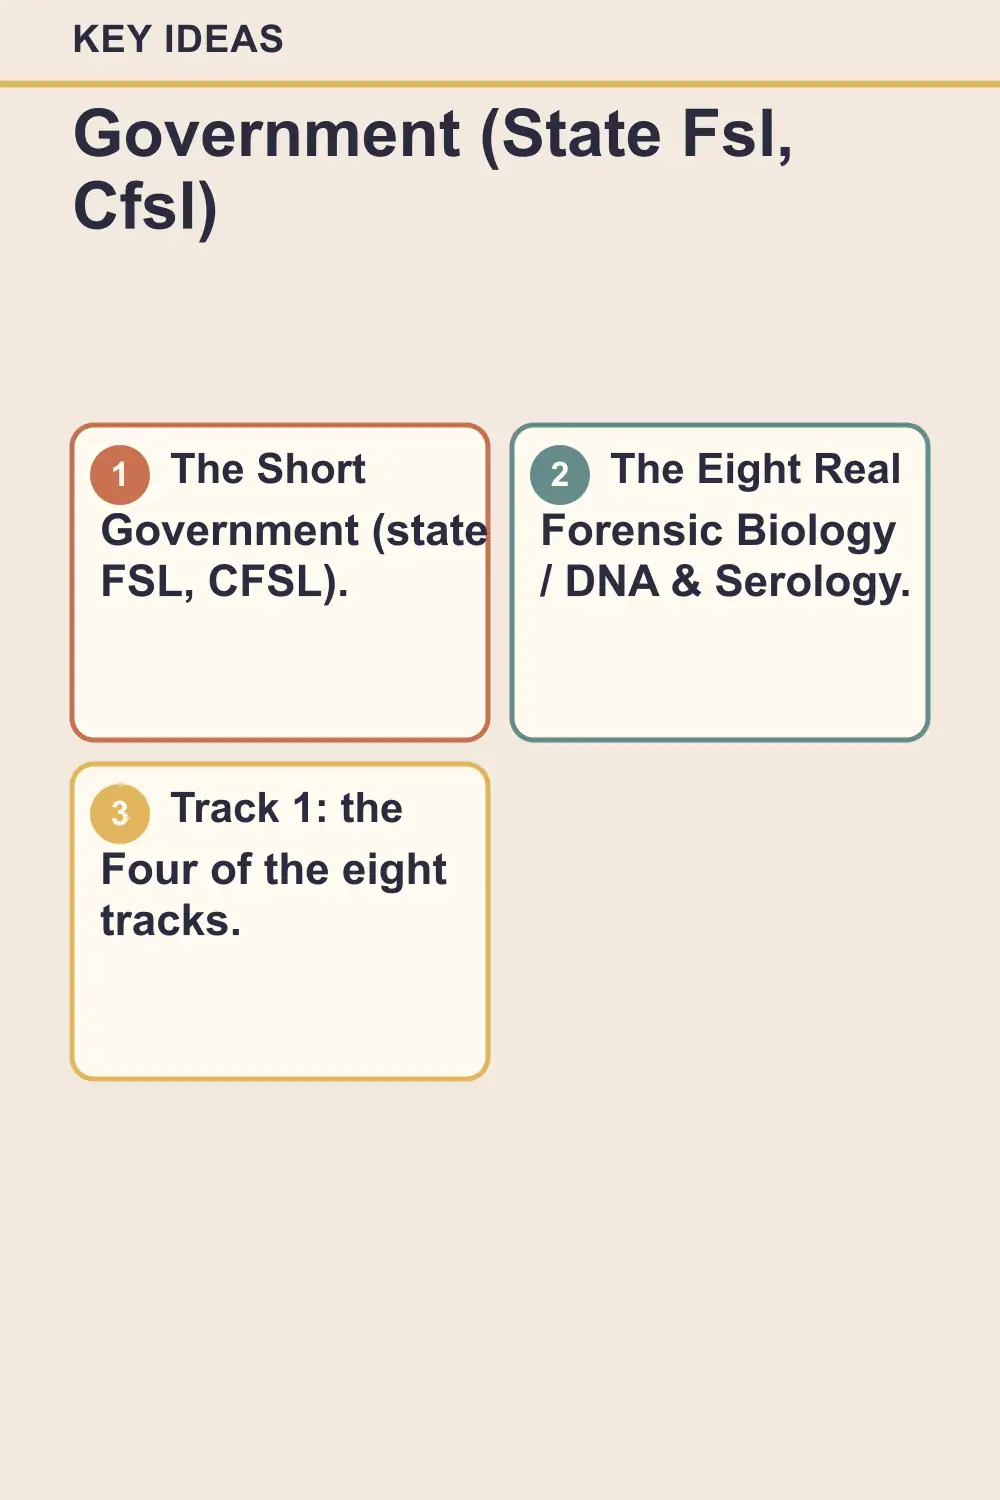 KEY IDEAS
Government (State Fsl,
Cfsl)
1 The Short
Government (state
FSL, CFSL).
2 The Eight Real
Forensic Biology
/ DNA & Serology.
3 Track 1: the
Four of the eight
tracks.